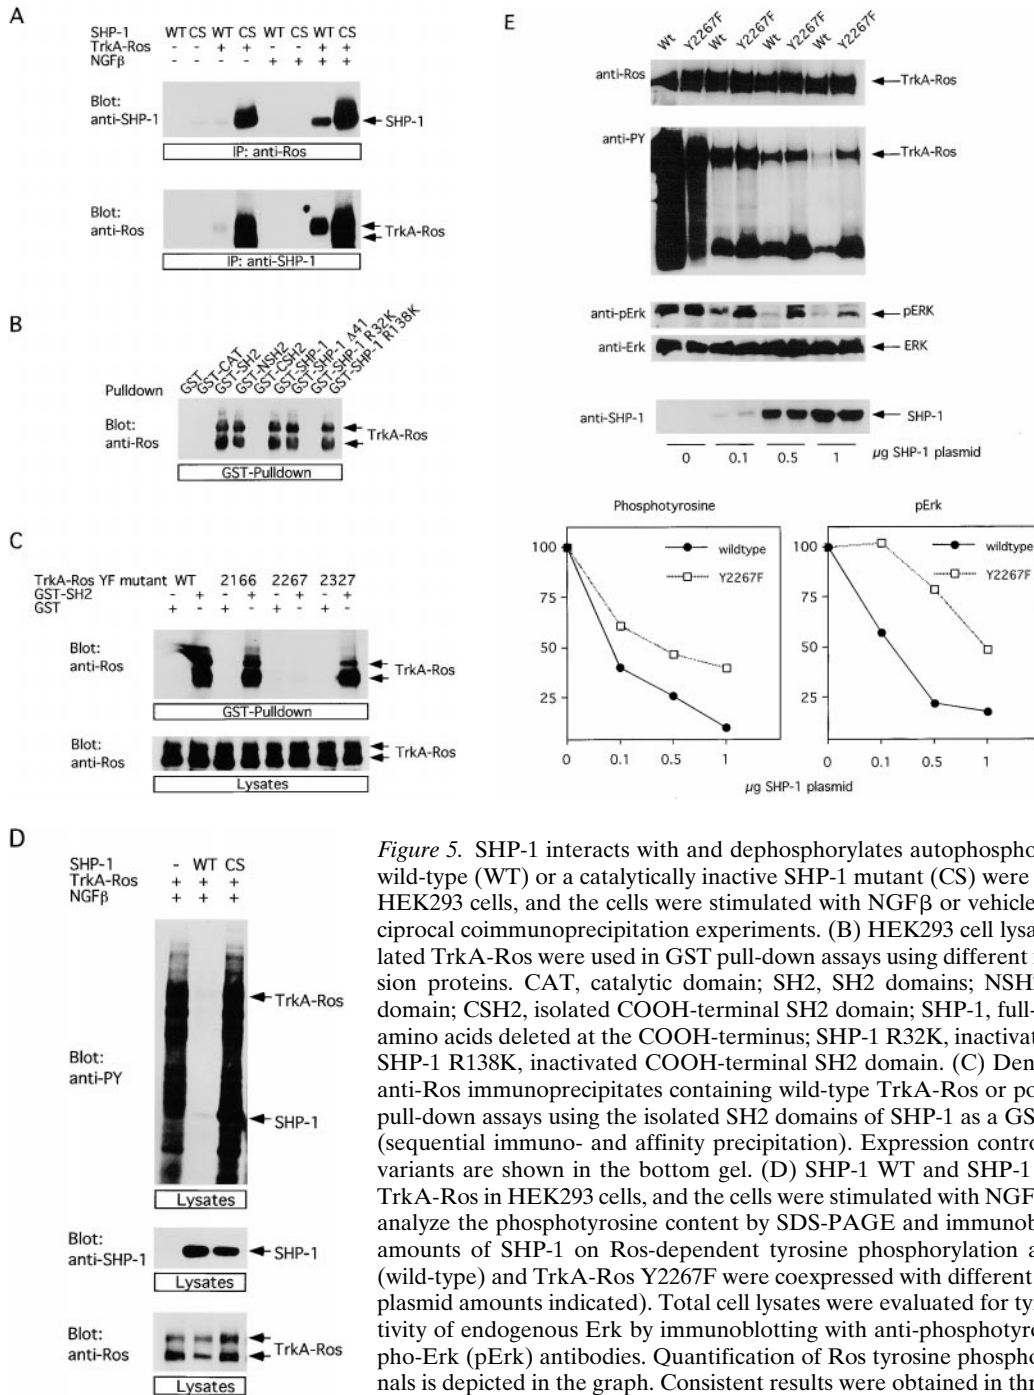 A
SHP-1 WT CS WT CS WT CS WT CS
TrkA-Ros - - + + - - + +
NGFβ - - - - + + + +
Blot:
anti-SHP-1
SHP-1
IP: anti-Ros
Blot:
anti-Ros
TrkA-Ros
IP: anti-SHP-1
B
Pulldown
GST
GST-CAT
GST-SH2
GST-NSH2
GST-CSH2
GST-SHP-1
GST-SHP-1 Δ41
GST-SHP-1 R32K
GST-SHP-1 R138K
Blot:
anti-Ros
TrkA-Ros
GST-Pulldown
C
TrkA-Ros YF mutant WT 2166 2267 2327
GST-SH2 - + - + - + - +
GST + - + - + - + -
Blot:
anti-Ros
TrkA-Ros
GST-Pulldown
Blot:
anti-Ros
TrkA-Ros
Lysates
D
SHP-1 - WT CS
TrkA-Ros + + +
NGFβ + + +
TrkA-Ros
Blot:
anti-PY
SHP-1
Lysates
Blot:
anti-SHP-1
SHP-1
Lysates
Blot:
anti-Ros
TrkA-Ros
Lysates
E
Wt Y2267F Wt Y2267F Wt Y2267F Wt Y2267F
anti-Ros
TrkA-Ros
anti-PY
TrkA-Ros
anti-pErk
pERK
anti-Erk
ERK
anti-SHP-1
SHP-1
0 0.1 0.5 1 µg SHP-1 plasmid
Phosphotyrosine
100
75
50
25
wildtype
Y2267F
0 0.1 0.5 1
pErk
100
75
50
25
wildtype
Y2267F
0 0.1 0.5 1
µg SHP-1 plasmid
Figure 5. SHP-1 interacts with and dephosphorylates autophospho
wild-type (WT) or a catalytically inactive SHP-1 mutant (CS) were
HEK293 cells, and the cells were stimulated with NGFβ or vehicle
ciprocal coimmunoprecipitation experiments. (B) HEK293 cell lysa
lated TrkA-Ros were used in GST pull-down assays using different
sion proteins. CAT, catalytic domain; SH2, SH2 domains; NSH
domain; CSH2, isolated COOH-terminal SH2 domain; SHP-1, full-
amino acids deleted at the COOH-terminus; SHP-1 R32K, inactivat
SHP-1 R138K, inactivated COOH-terminal SH2 domain. (C) Den
anti-Ros immunoprecipitates containing wild-type TrkA-Ros or po
pull-down assays using the isolated SH2 domains of SHP-1 as a GS
(sequential immuno- and affinity precipitation). Expression contro
variants are shown in the bottom gel. (D) SHP-1 WT and SHP-1
TrkA-Ros in HEK293 cells, and the cells were stimulated with NGF
analyze the phosphotyrosine content by SDS-PAGE and immunob
amounts of SHP-1 on Ros-dependent tyrosine phosphorylation a
(wild-type) and TrkA-Ros Y2267F were coexpressed with different
plasmid amounts indicated). Total cell lysates were evaluated for ty
tivity of endogenous Erk by immunoblotting with anti-phosphotyro
pho-Erk (pErk) antibodies. Quantification of Ros tyrosine phospho
nals is depicted in the graph. Consistent results were obtained in thr